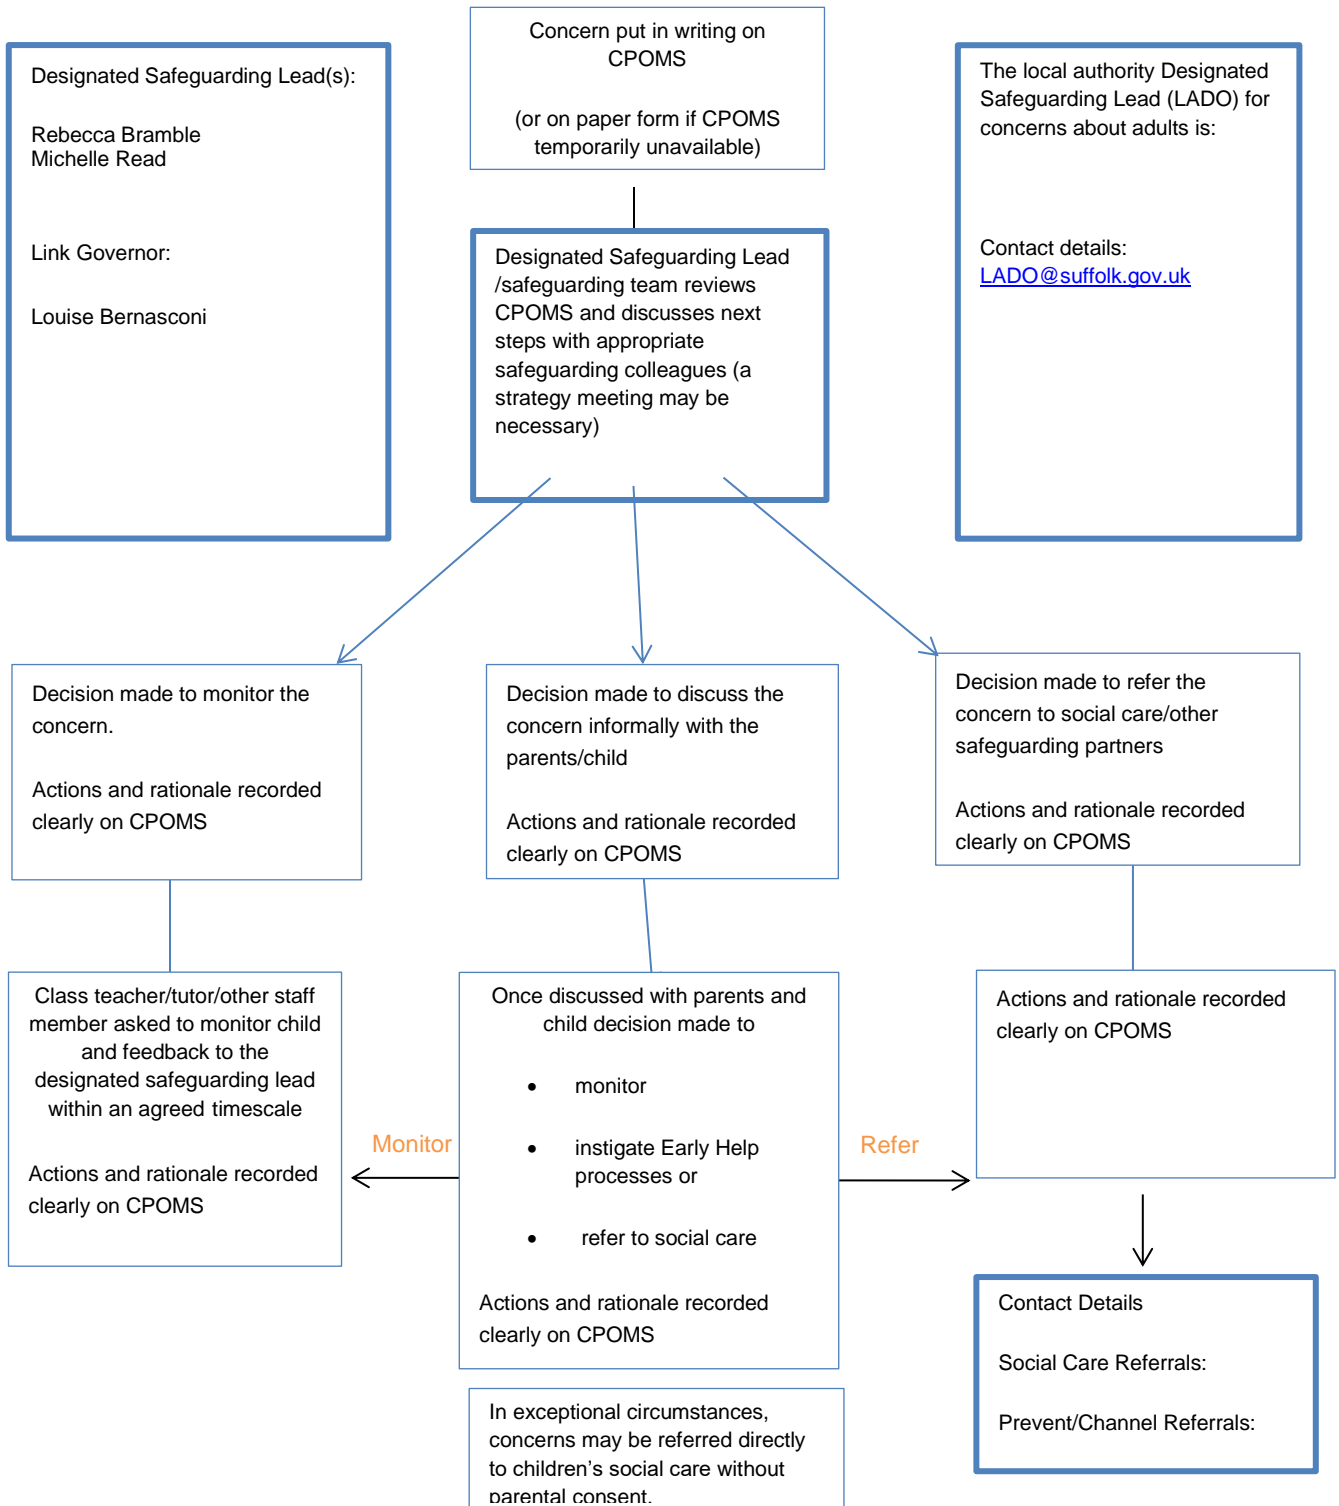 Concern put in writing on
CPOMS
(or on paper form if CPOMS
temporarily unavailable)
Designated Safeguarding Lead(s):
Rebecca Bramble
Michelle Read
Link Governor:
Louise Bernasconi
The local authority Designated
Safeguarding Lead (LADO) for
concerns about adults is:
Contact details:
LADO@suffolk.gov.uk
Designated Safeguarding Lead
/safeguarding team reviews
CPOMS and discusses next
steps with appropriate
safeguarding colleagues (a
strategy meeting may be
necessary)
Decision made to monitor the
concern.
Actions and rationale recorded
clearly on CPOMS
Decision made to discuss the
concern informally with the
parents/child
Actions and rationale recorded
clearly on CPOMS
Decision made to refer the
concern to social care/other
safeguarding partners
Actions and rationale recorded
clearly on CPOMS
Class teacher/tutor/other staff
member asked to monitor child
and feedback to the
designated safeguarding lead
within an agreed timescale
Actions and rationale recorded
clearly on CPOMS
Monitor
Once discussed with parents and
child decision made to
• monitor
• instigate Early Help
processes or
• refer to social care
Actions and rationale recorded
clearly on CPOMS
Refer
Actions and rationale recorded
clearly on CPOMS
Contact Details
Social Care Referrals:
Prevent/Channel Referrals:
In exceptional circumstances,
concerns may be referred directly
to children’s social care without
parental consent.